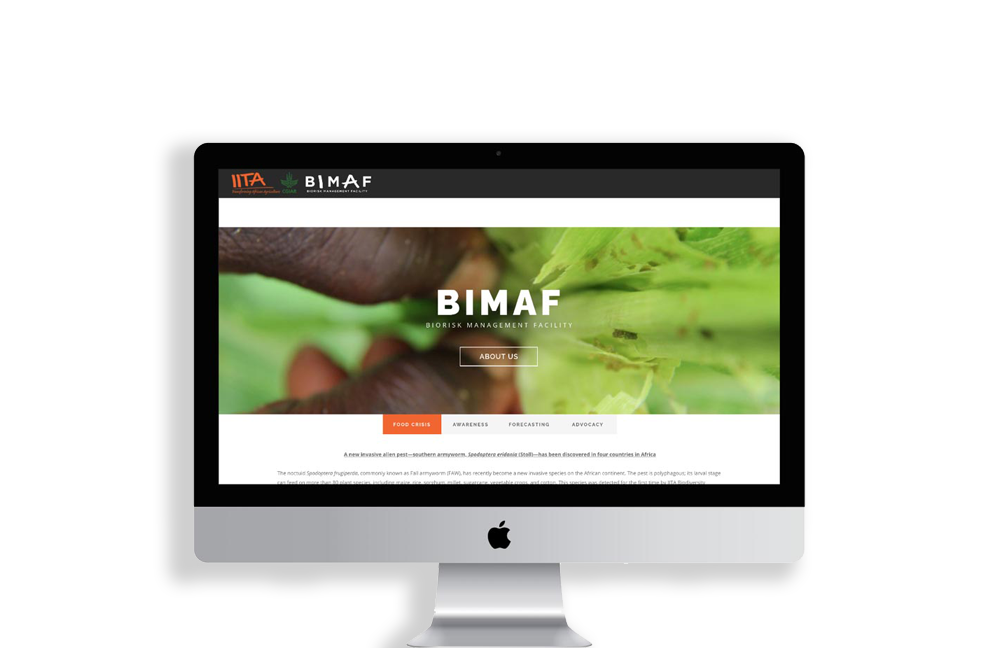 IITA
Transforming African Agriculture
CGIAR
BIMAF
BIORISK MANAGEMENT FACILITY
BIMAF
BIORISK MANAGEMENT FACILITY
ABOUT US
FOOD CRISIS AWARENESS FORECASTING ADVOCACY
A new invasive alien pest—southern armyworm, Spodoptera eridania (Stoll)—has been discovered in four countries in Africa
The noctuid Spodoptera frugiperda, commonly known as Fall armyworm (FAW), has recently become a new invasive species on the African continent. The pest is polyphagous; its larval stage
can feed on more than 80 plant species, including maize, rice, sorghum, millet, sugarcane, vegetable crops, and cotton. This species was detected for the first time by IITA Biodiversity